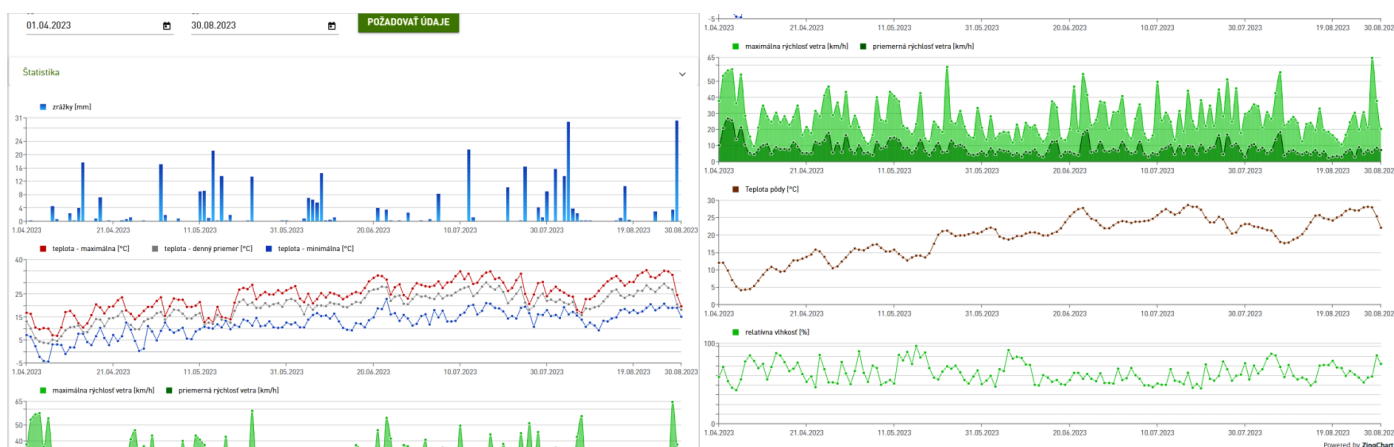 01.04.2023
30.08.2023
POŽADOVAŤ ÚDAJE
Štatistika
zrážky [mm]
31
24
20
16
12
8
4
0
1.04.2023 21.04.2023 11.05.2023 31.05.2023 20.06.2023 10.07.2023 30.07.2023 19.08.2023 30.08.2023
teplota - maximálna [°C] teplota - denný priemer [°C] teplota - minimálna [°C]
40
25
15
5
-5
1.04.2023 21.04.2023 11.05.2023 31.05.2023 20.06.2023 10.07.2023 30.07.2023 19.08.2023 30.08.2023
maximálna rýchlosť vetra [km/h] priemerná rýchlosť vetra [km/h]
65
50
40
-5
1.04.2023 21.04.2023 11.05.2023 31.05.2023 20.06.2023 10.07.2023 30.07.2023 19.08.2023 30.08.202
maximálna rýchlosť vetra [km/h] priemerná rýchlosť vetra [km/h]
65
50
40
30
20
10
0
1.04.2023 21.04.2023 11.05.2023 31.05.2023 20.06.2023 10.07.2023 30.07.2023 19.08.2023 30.08.202
Teplota pôdy [°C]
30
20
15
10
5
0
1.04.2023 21.04.2023 11.05.2023 31.05.2023 20.06.2023 10.07.2023 30.07.2023 19.08.2023 30.08.202
relatívna vlhkosť [%]
100
0
1.04.2023 21.04.2023 11.05.2023 31.05.2023 20.06.2023 10.07.2023 30.07.2023 19.08.2023 30.08.202
Powered by ZingChart